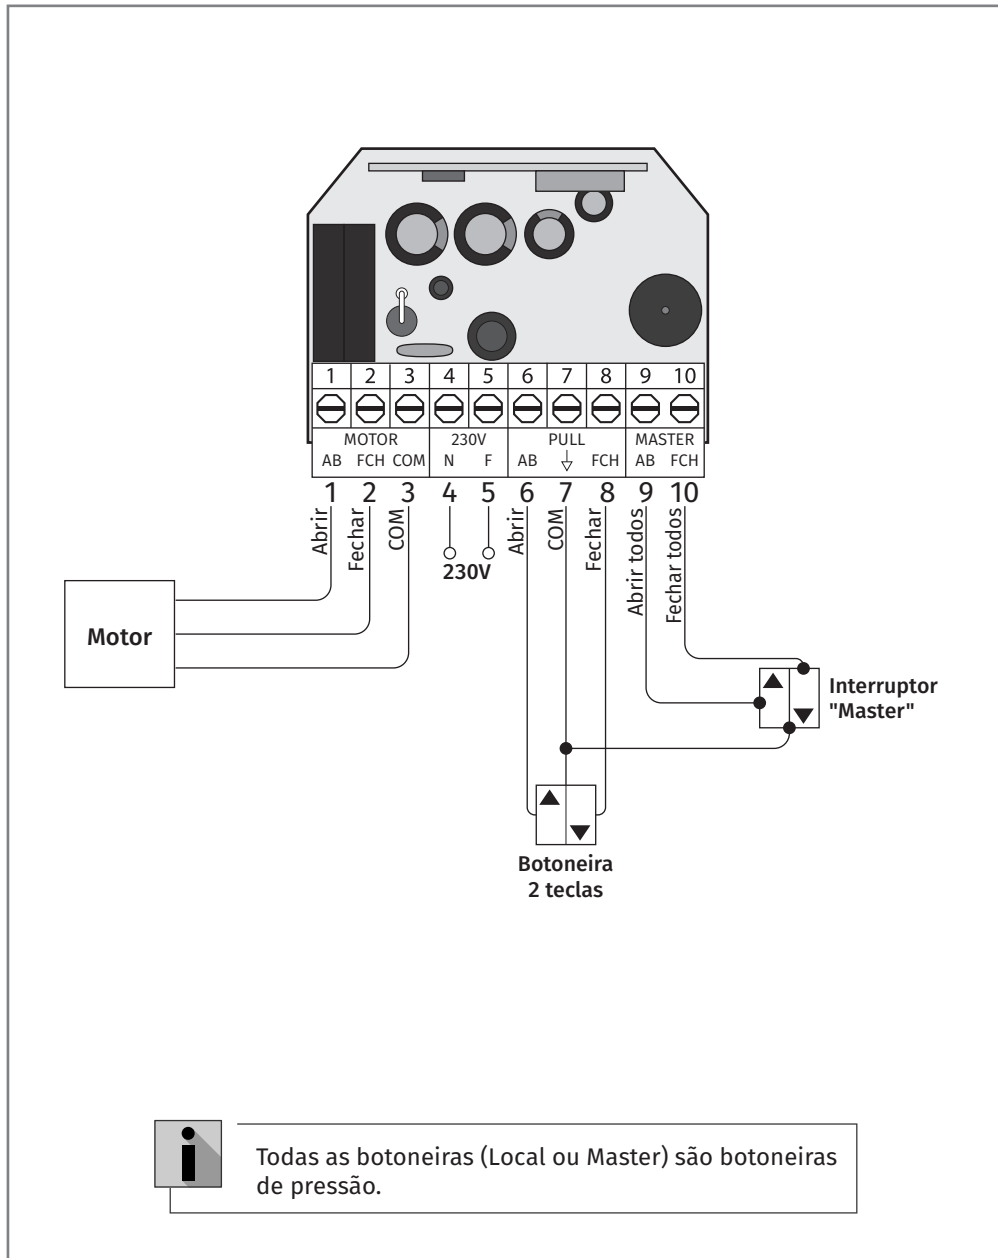 1 2 3 4 5 6 7 8 9 10
MOTOR 230V PULL MASTER
AB FCH COM N F AB FCH AB FCH
1 2 3 4 5 6 7 8 9 10
Abrir
Fechar
COM
230V
Abrir
COM
Fechar
Abrir todos
Fechar todos
Motor
Interruptor
"Master"
Botoneira
2 teclas
Todas as botoneiras (Local ou Master) são botoneiras
de pressão.